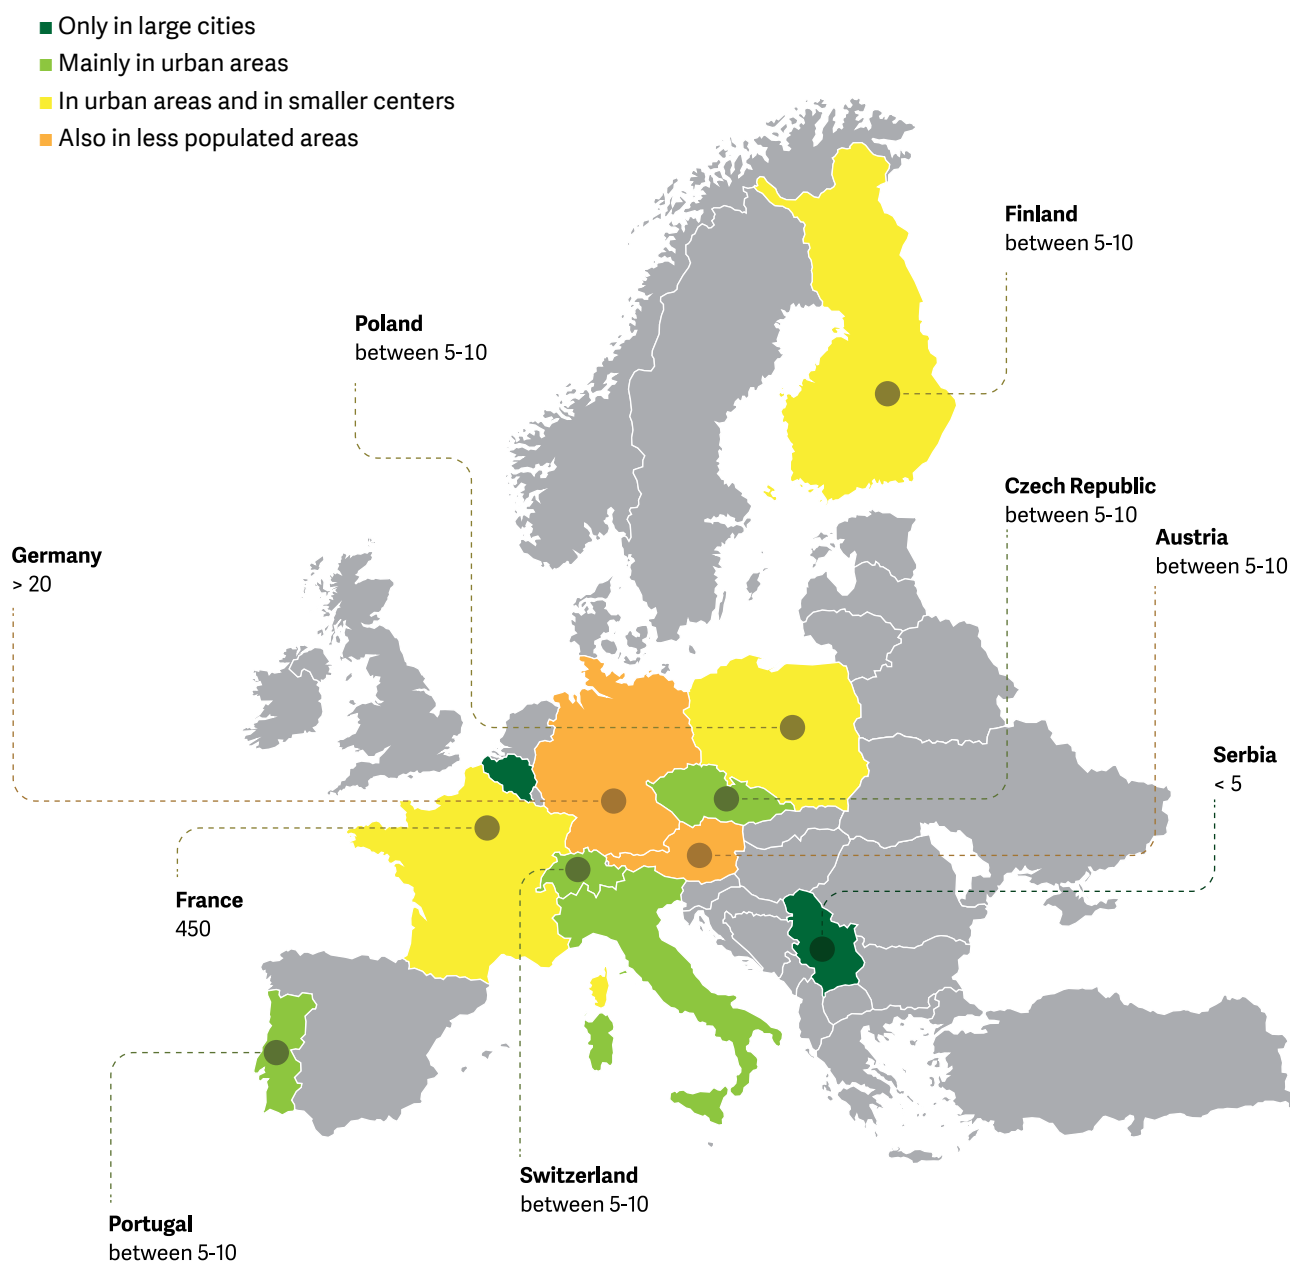 Only in large cities
Mainly in urban areas
In urban areas and in smaller centers
Also in less populated areas
Finland
between 5-10
Poland
between 5-10
Czech Republic
between 5-10
Austria
between 5-10
Germany
> 20
Serbia
< 5
France
450
Switzerland
between 5-10
Portugal
between 5-10